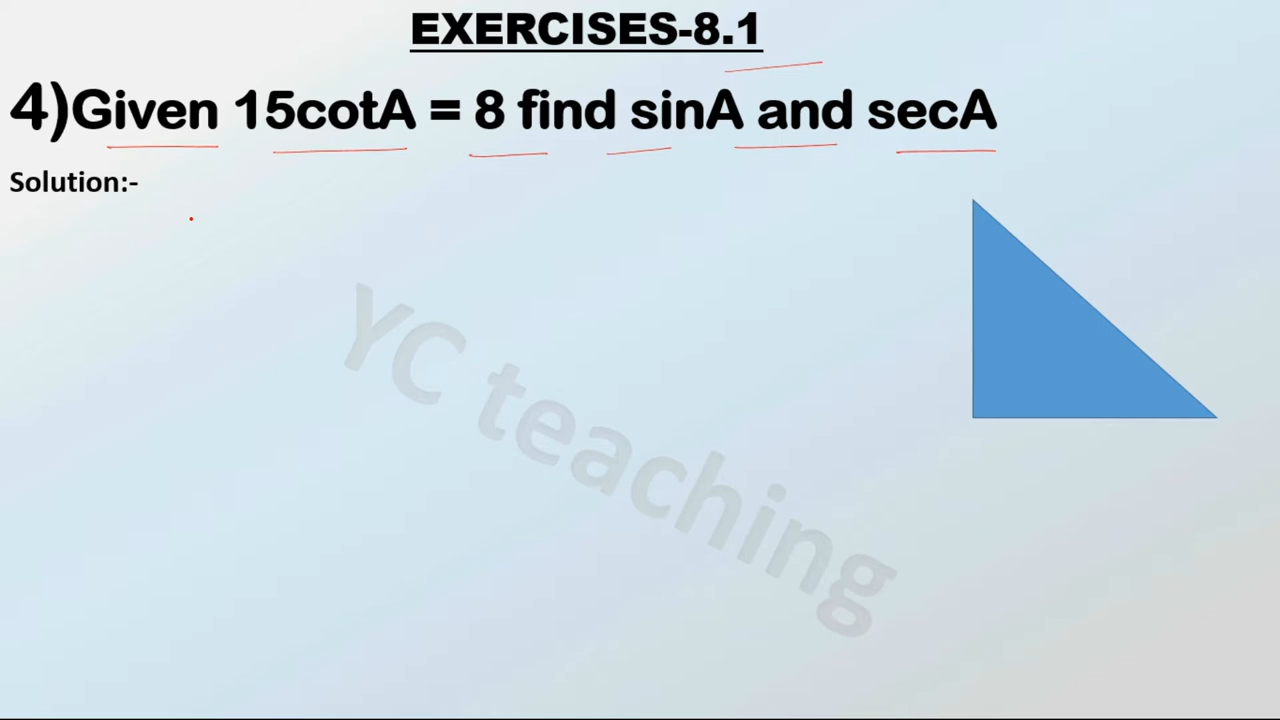 EXERCISES-8.1
4)Given 15cotA = 8 find sinA and secA
Solution:-
YC teaching